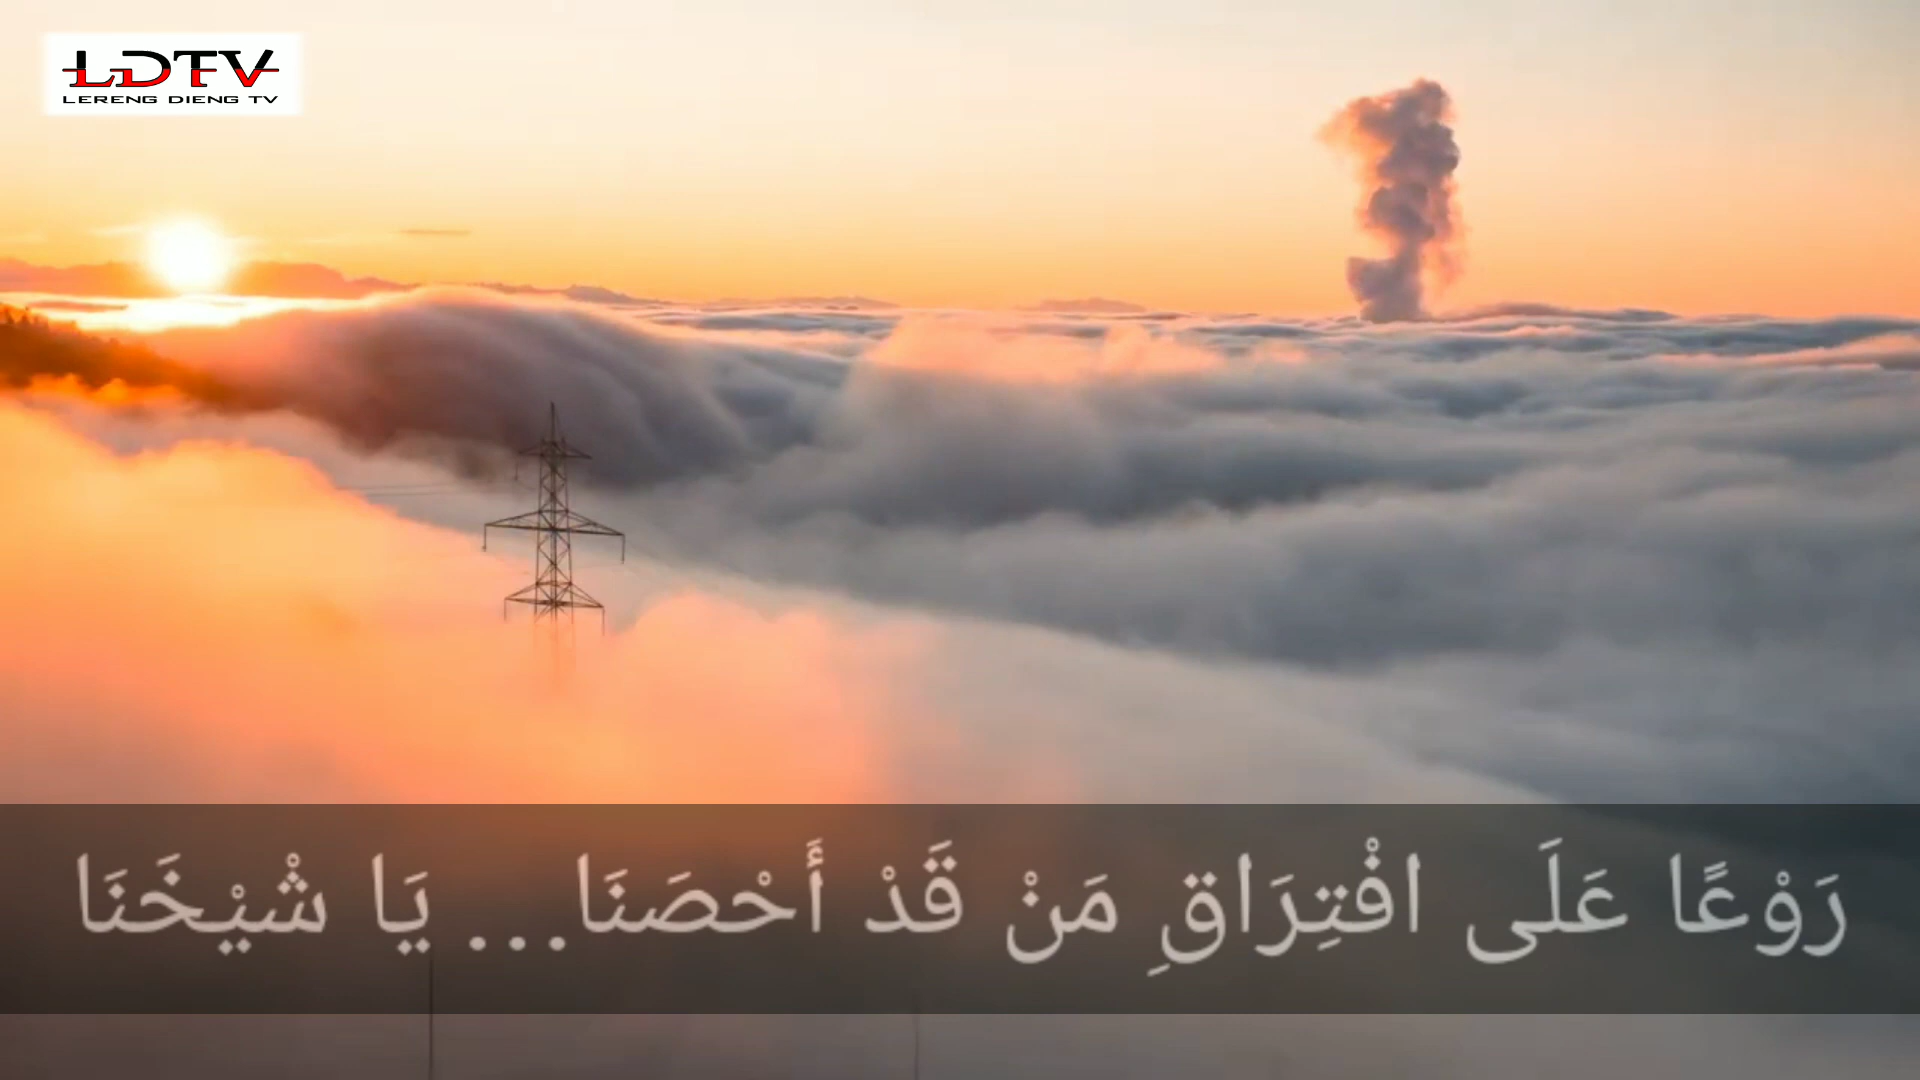 LDTV
LERENG DIENG TV
رَوْعًا عَلَى افْتِرَاقِ مَنْ قَدْ أَحْصَنَا... يَا شْيْخَنَا